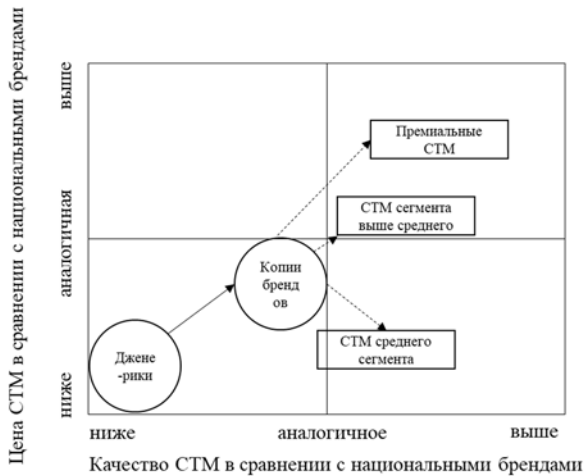 Цена СТМ в сравнении с национальными брендами
выше
аналогичная
ниже
Премиальные
СТМ
СТМ сегмента
выше среднего
Копии
бренд
ов
СТМ среднего
сегмента
Джене
-рики
ниже
аналогичное
выше
Качество СТМ в сравнении с национальными брендами